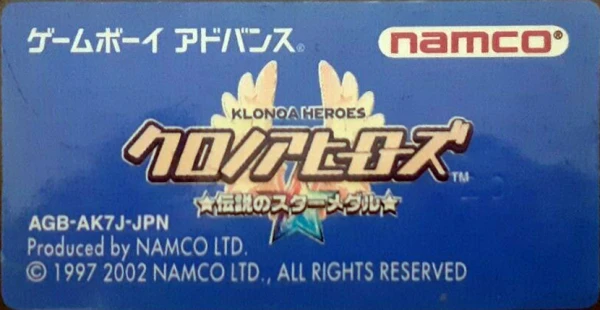 ゲームボーイ アドバンス®
namco®
KLONOA HEROES
クロノアヒーローズ™
★伝説のスターメダル★
AGB-AK7J-JPN
Produced by NAMCO LTD.
© 1997 2002 NAMCO LTD., ALL RIGHTS RESERVED